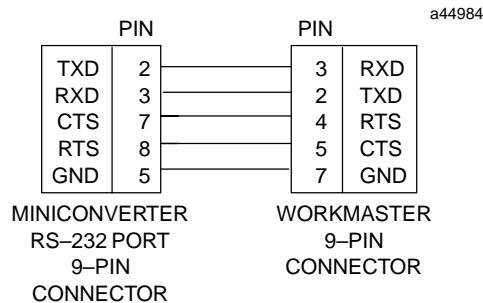 a44984
PIN PIN
TXD 2 3 RXD
RXD 3 2 TXD
CTS 7 4 RTS
RTS 8 5 CTS
GND 5 7 GND
MINICONVERTER WORKMASTER
RS–232 PORT 9–PIN
9–PIN CONNECTOR
CONNECTOR